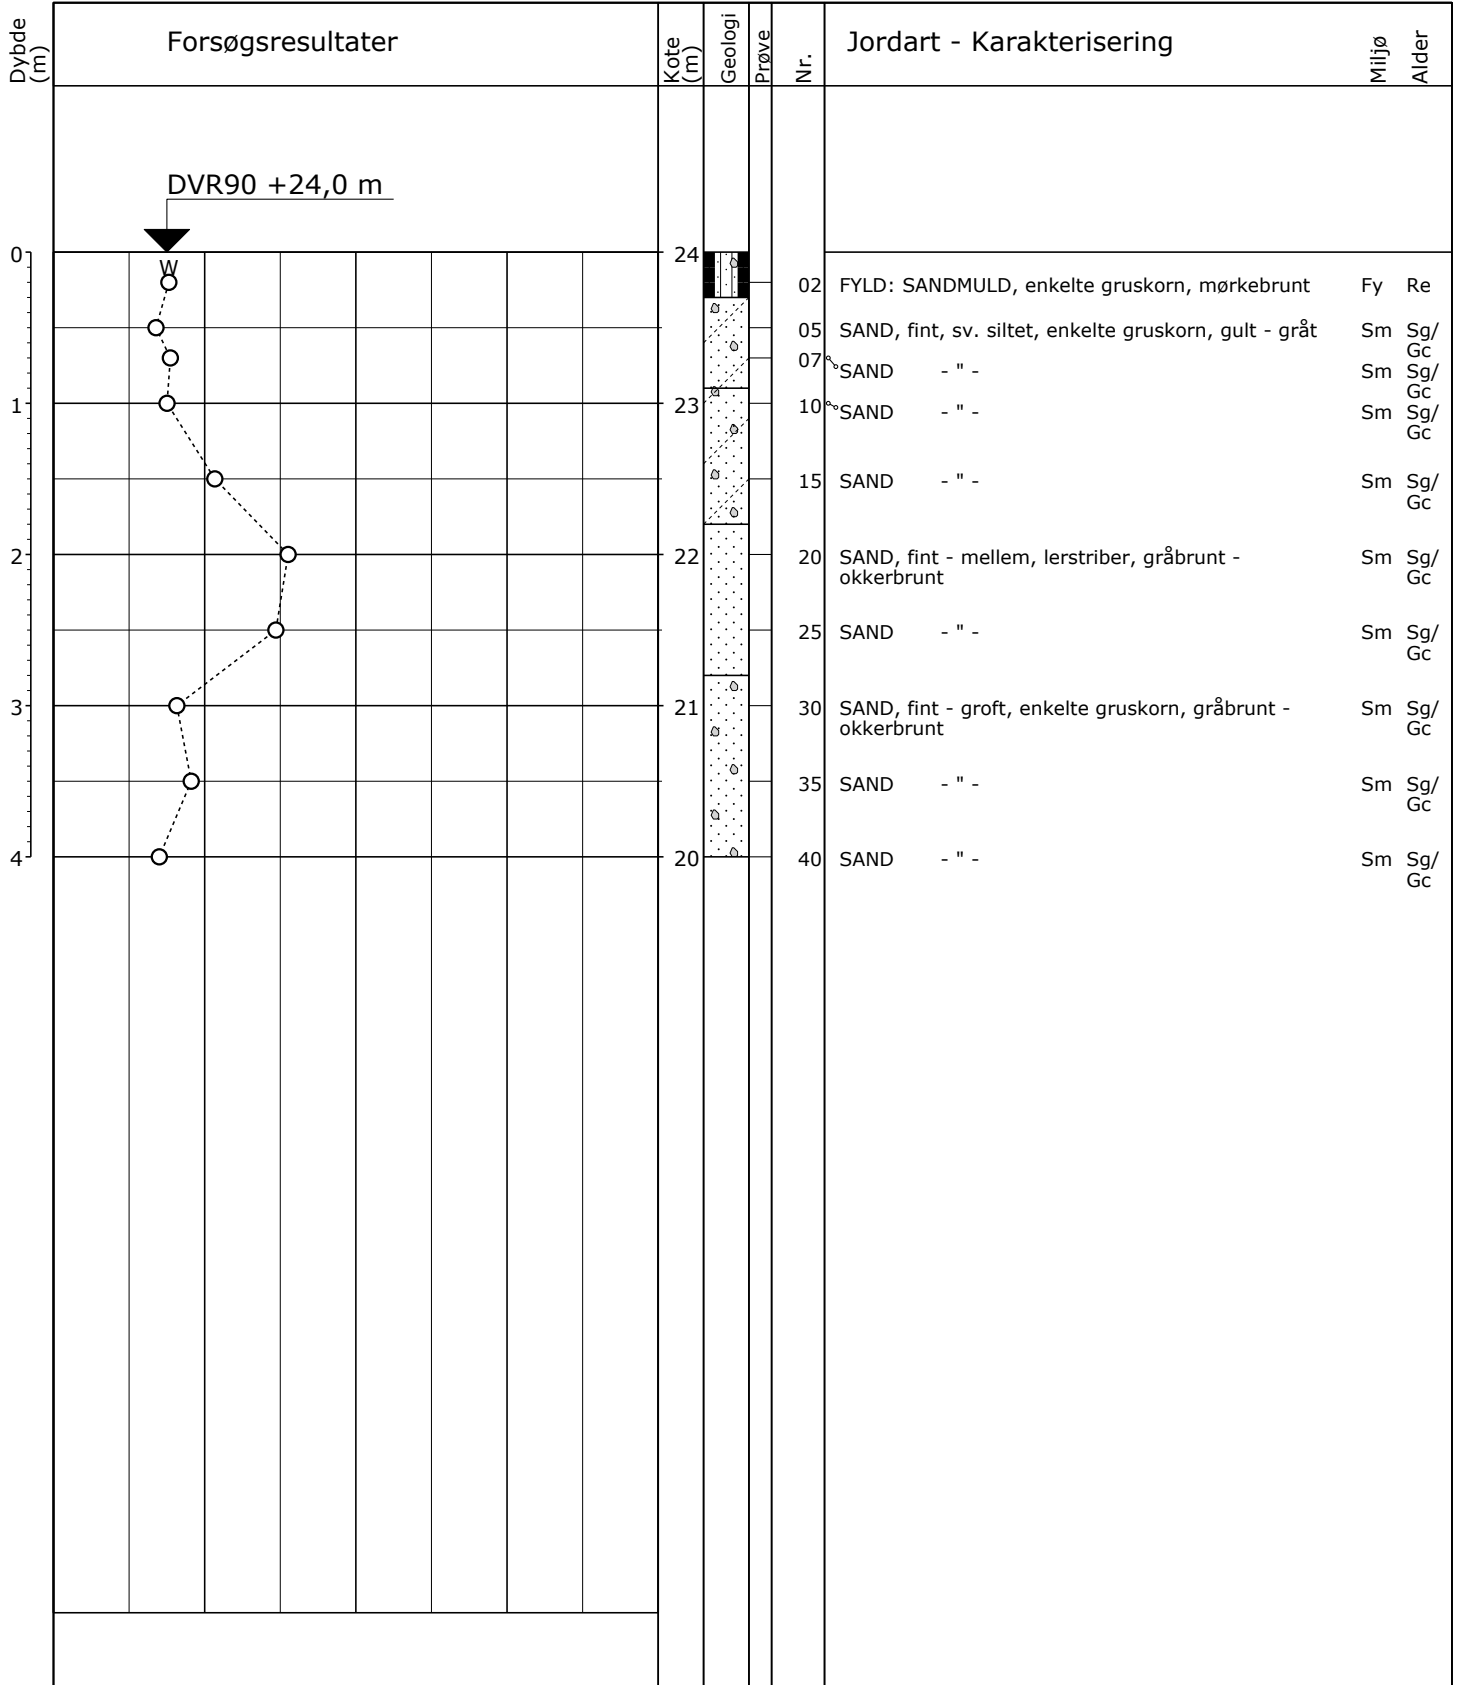 Dybde (m)
Forsøgsresultater
Kote (m)
Geologi
Prøve
Nr.
Jordart - Karakterisering
Miljø
Alder
DVR90 +24,0 m
0
W
24
02 FYLD: SANDMULD, enkelte gruskorn, mørkebrunt Fy Re
05 SAND, fint, sv. siltet, enkelte gruskorn, gult - gråt Sm Sg/
Gc
07 SAND - " - Sm Sg/
Gc
1
23
10 SAND - " - Sm Sg/
Gc
15 SAND - " - Sm Sg/
Gc
2
22
20 SAND, fint - mellem, lerstriber, gråbrunt - Sm Sg/
okkerbrunt Gc
25 SAND - " - Sm Sg/
Gc
3
21
30 SAND, fint - groft, enkelte gruskorn, gråbrunt - Sm Sg/
okkerbrunt Gc
35 SAND - " - Sm Sg/
Gc
4
20
40 SAND - " - Sm Sg/
Gc